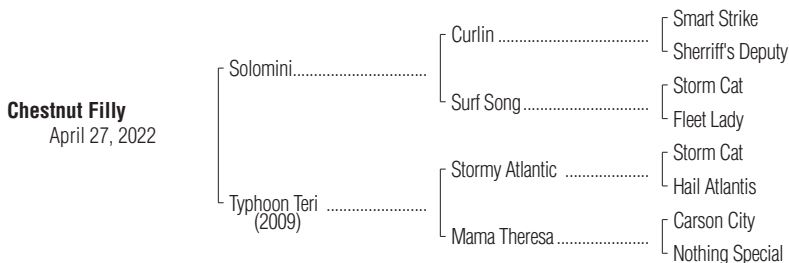 Chestnut Filly
April 27, 2022
Solomini
Typhoon Teri
(2009)
Curlin
Surf Song
Stormy Atlantic
Mama Theresa
Smart Strike
Sherriff's Deputy
Storm Cat
Fleet Lady
Storm Cat
Hail Atlantis
Carson City
Nothing Special